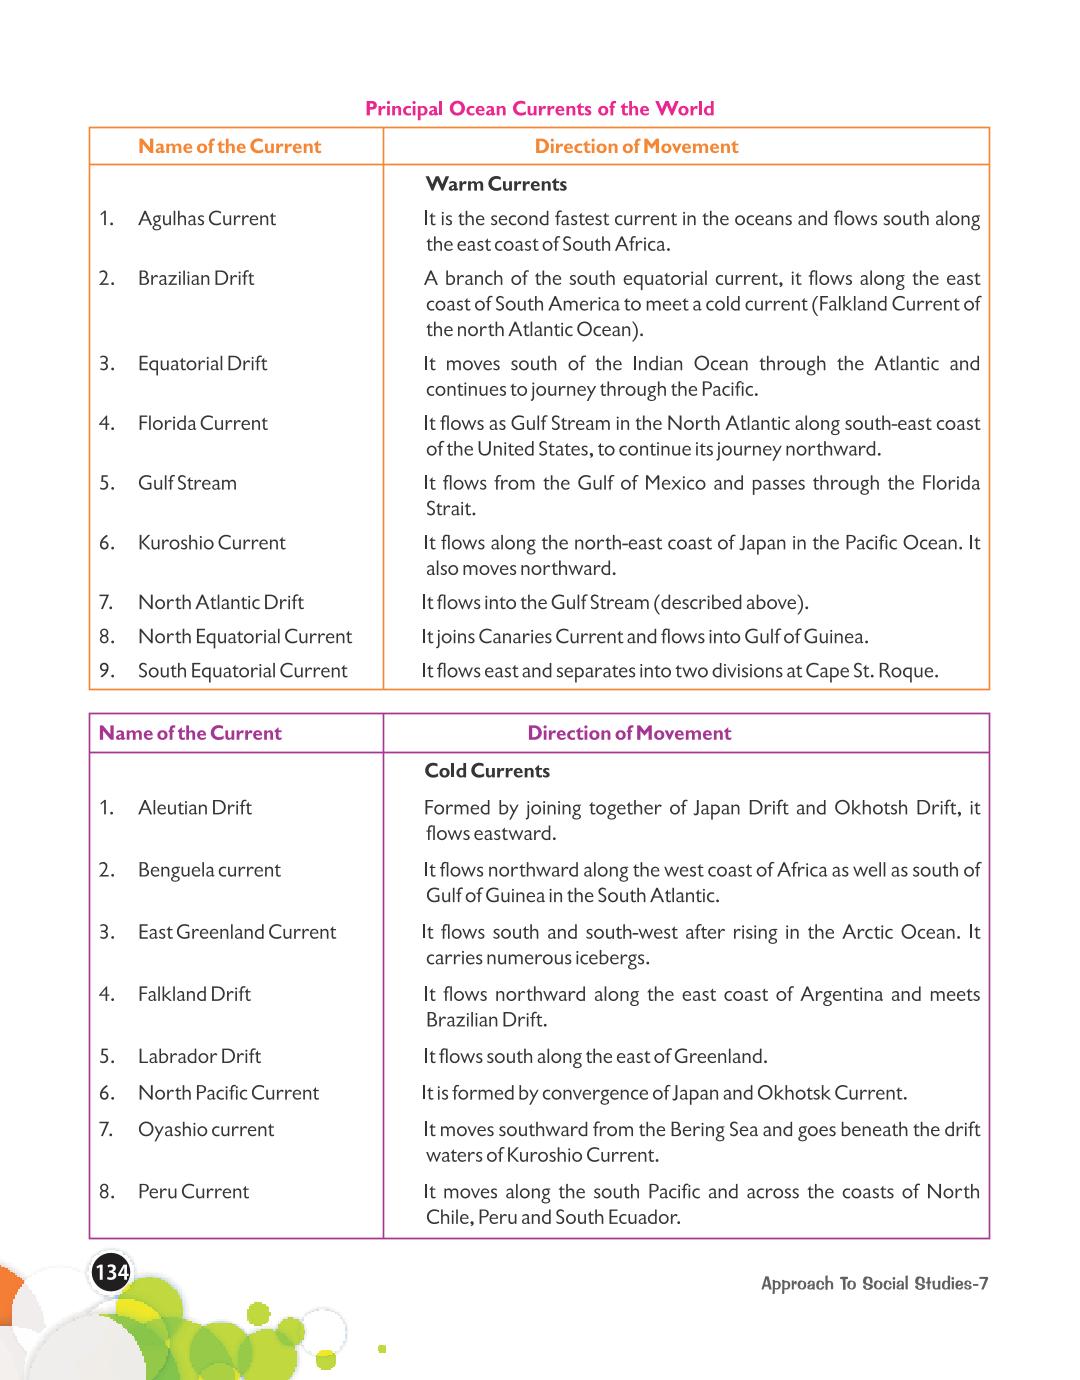 Principal Ocean Currents of the World
Name of the Current Direction of Movement
Warm Currents
1. Agulhas Current It is the second fastest current in the oceans and flows south along
the east coast of South Africa.
2. Brazilian Drift A branch of the south equatorial current, it flows along the east
coast of South America to meet a cold current (Falkland Current of
the north Atlantic Ocean).
3. Equatorial Drift It moves south of the Indian Ocean through the Atlantic and
continues to journey through the Pacific.
4. Florida Current It flows as Gulf Stream in the North Atlantic along south-east coast
of the United States, to continue its journey northward.
5. Gulf Stream It flows from the Gulf of Mexico and passes through the Florida
Strait.
6. Kuroshio Current It flows along the north-east coast of Japan in the Pacific Ocean. It
also moves northward.
7. North Atlantic Drift It flows into the Gulf Stream (described above).
8. North Equatorial Current It joins Canaries Current and flows into Gulf of Guinea.
9. South Equatorial Current It flows east and separates into two divisions at Cape St. Roque.
Name of the Current Direction of Movement
Cold Currents
1. Aleutian Drift Formed by joining together of Japan Drift and Okhotsh Drift, it
flows eastward.
2. Benguela current It flows northward along the west coast of Africa as well as south of
Gulf of Guinea in the South Atlantic.
3. East Greenland Current It flows south and south-west after rising in the Arctic Ocean. It
carries numerous icebergs.
4. Falkland Drift It flows northward along the east coast of Argentina and meets
Brazilian Drift.
5. Labrador Drift It flows south along the east of Greenland.
6. North Pacific Current It is formed by convergence of Japan and Okhotsk Current.
7. Oyashio current It moves southward from the Bering Sea and goes beneath the drift
waters of Kuroshio Current.
8. Peru Current It moves along the south Pacific and across the coasts of North
Chile, Peru and South Ecuador.
134
Approach To Social Studies-7